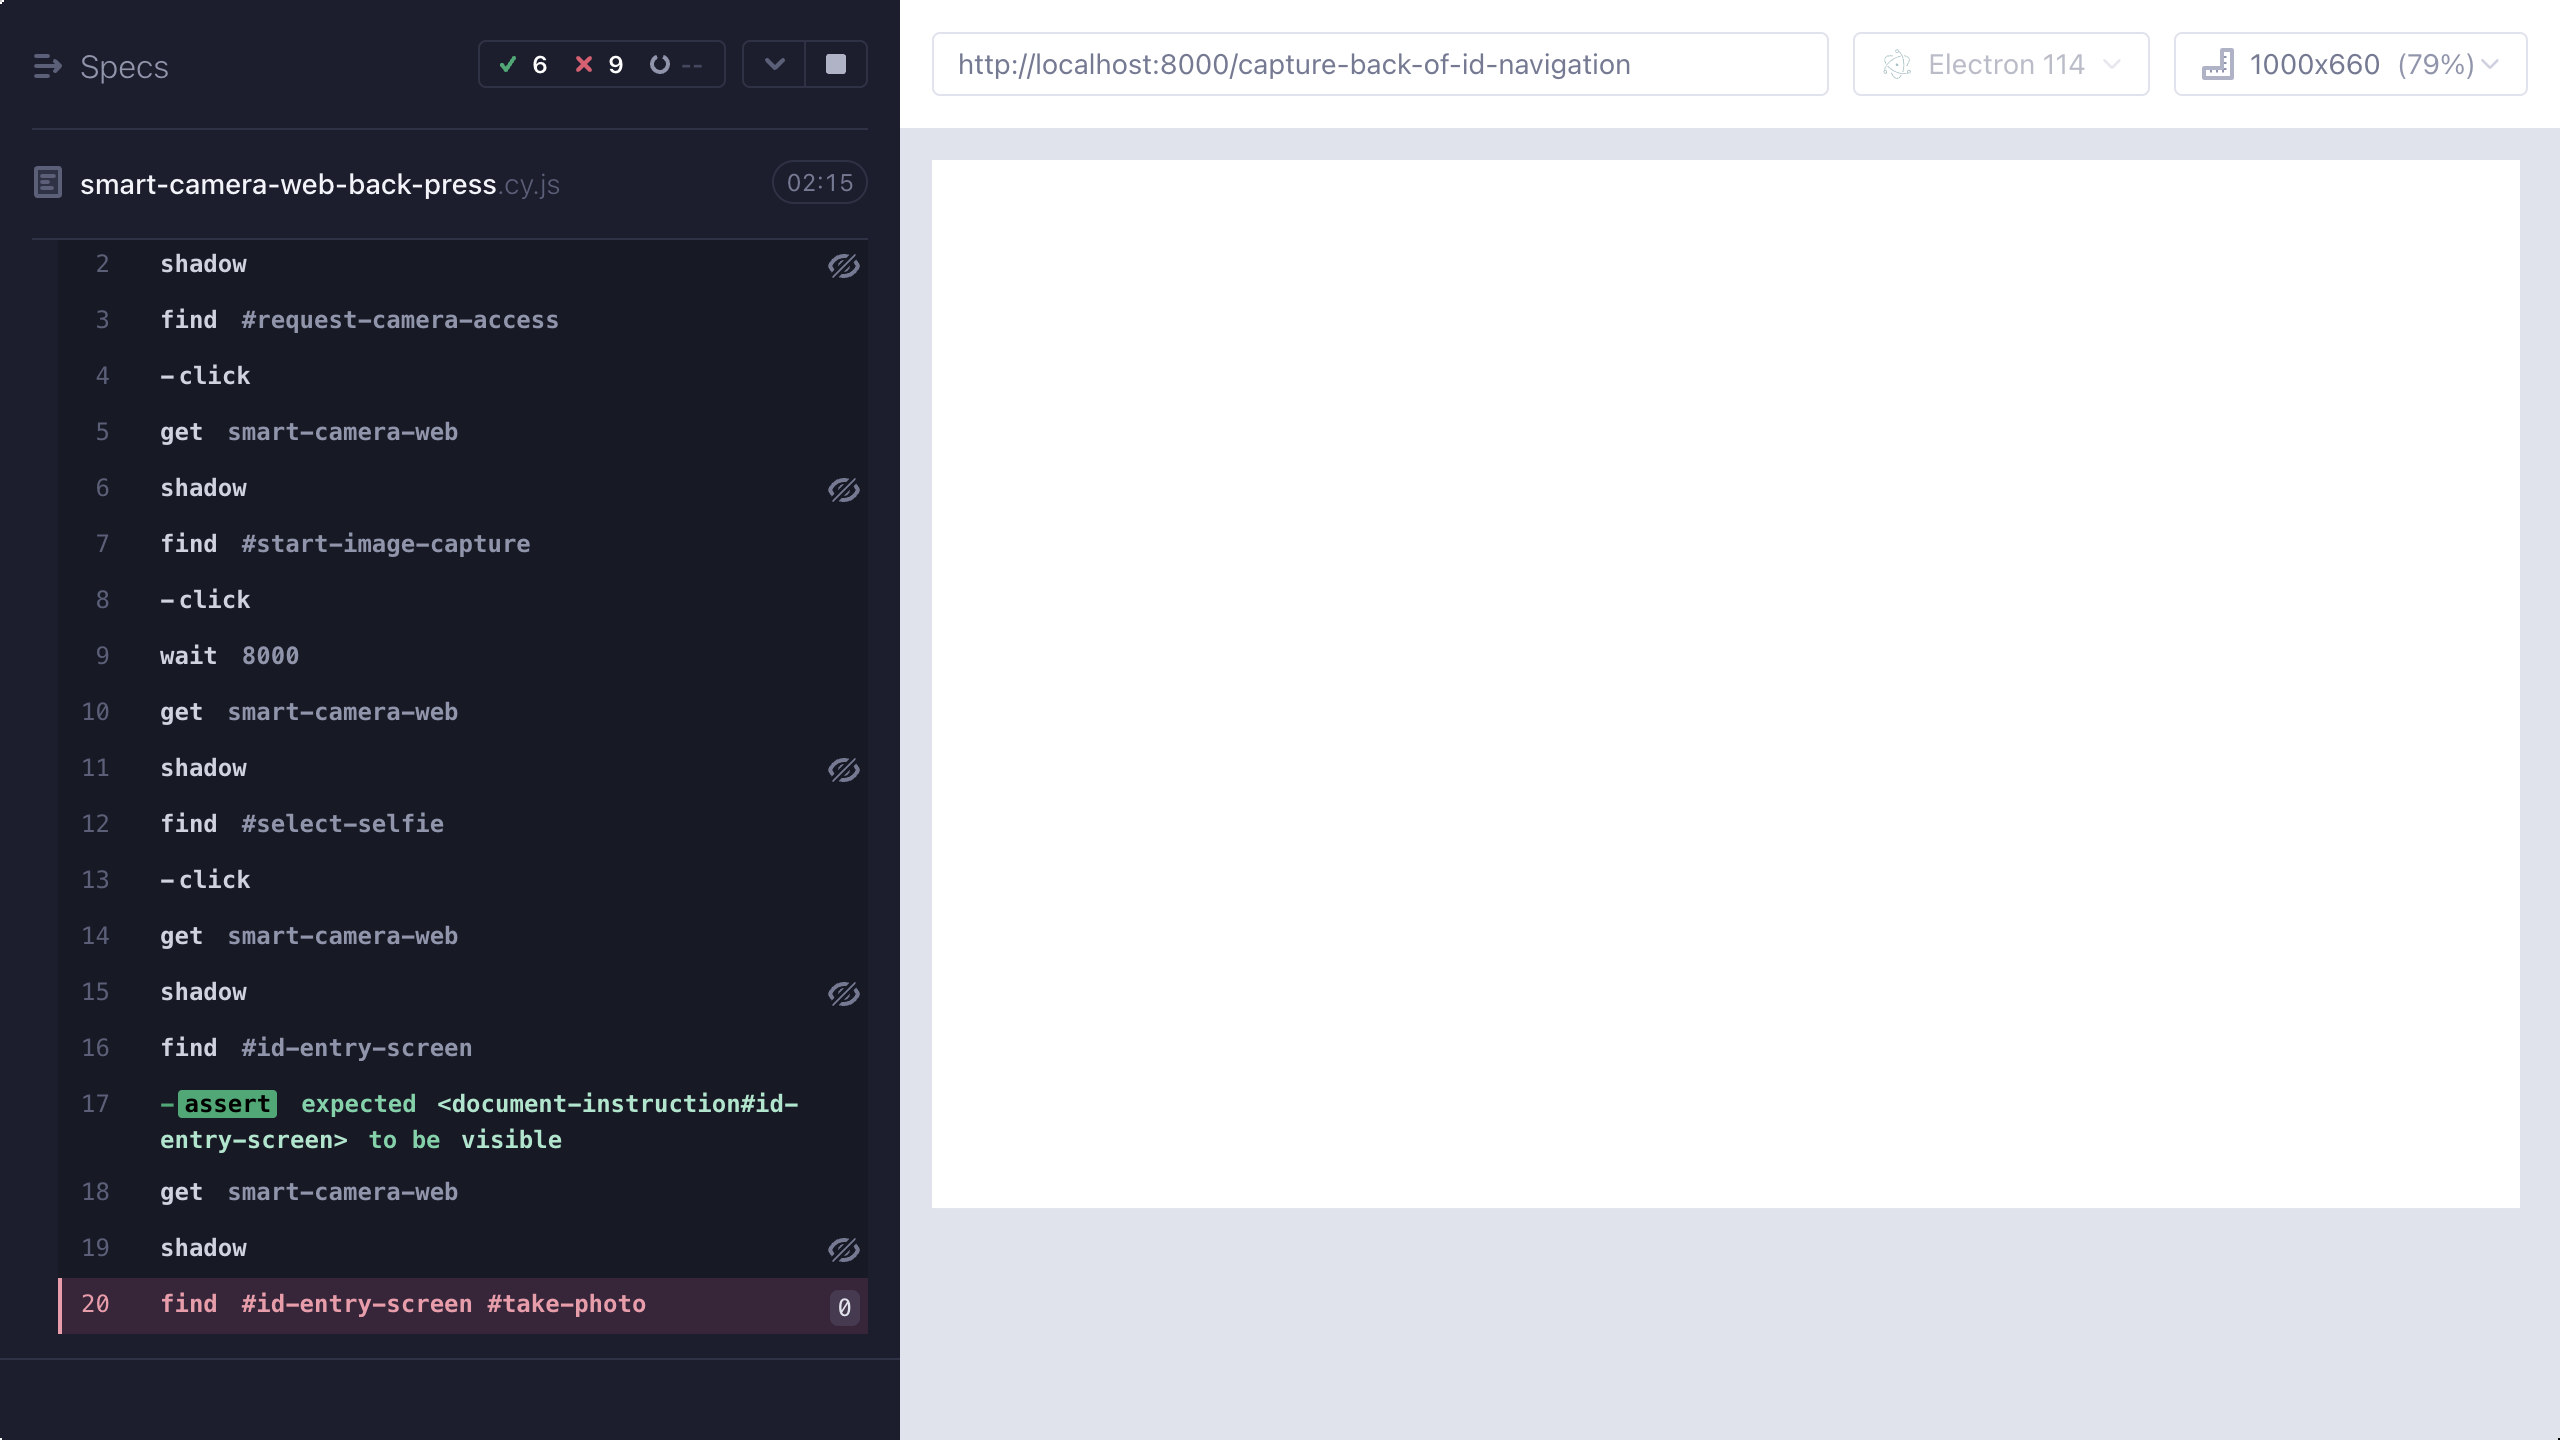 Specs
6 9 --
smart-camera-web-back-press.cy.js
02:15
2 shadow
3 find #request-camera-access
4 -click
5 get smart-camera-web
6 shadow
7 find #start-image-capture
8 -click
9 wait 8000
10 get smart-camera-web
11 shadow
12 find #select-selfie
13 -click
14 get smart-camera-web
15 shadow
16 find #id-entry-screen
17 -assert expected <document-instruction#id-
entry-screen> to be visible
18 get smart-camera-web
19 shadow
20 find #id-entry-screen #take-photo 0
http://localhost:8000/capture-back-of-id-navigation
Electron 114
1000x660 (79%)